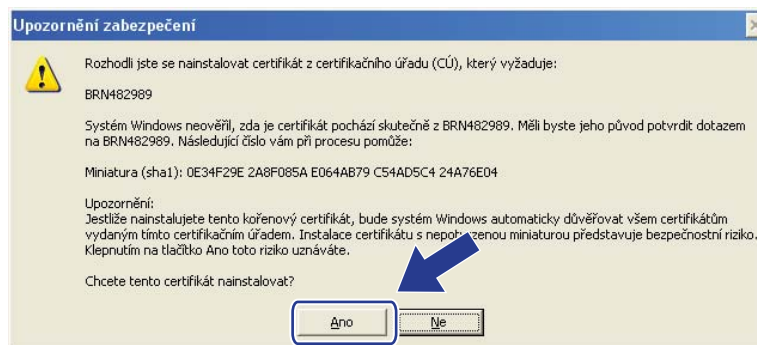 Upozornění zabezpečení
Rozhodli jste se nainstalovat certifikát z certifikačního úřadu (CÚ), který vyžaduje:
BRN482989
Systém Windows neověřil, zda je certifikát pochází skutečně z BRN482989. Měli byste jeho původ potvrdit dotazem
na BRN482989. Následující číslo vám při procesu pomůže:
Miniatura (sha1): 0E34F29E 2A8F085A E064AB79 C54AD5C4 24A76E04
Upozornění:
Jestliže nainstalujete tento kořenový certifikát, bude systém Windows automaticky důvěřovat všem certifikátům
vydaným tímto certifikačním úřadem. Instalace certifikátu s nepotvrzenou miniaturou představuje bezpečnostní riziko.
Klepnutím na tlačítko Ano toto riziko uznáváte.
Chcete tento certifikát nainstalovat?
Ano
Ne